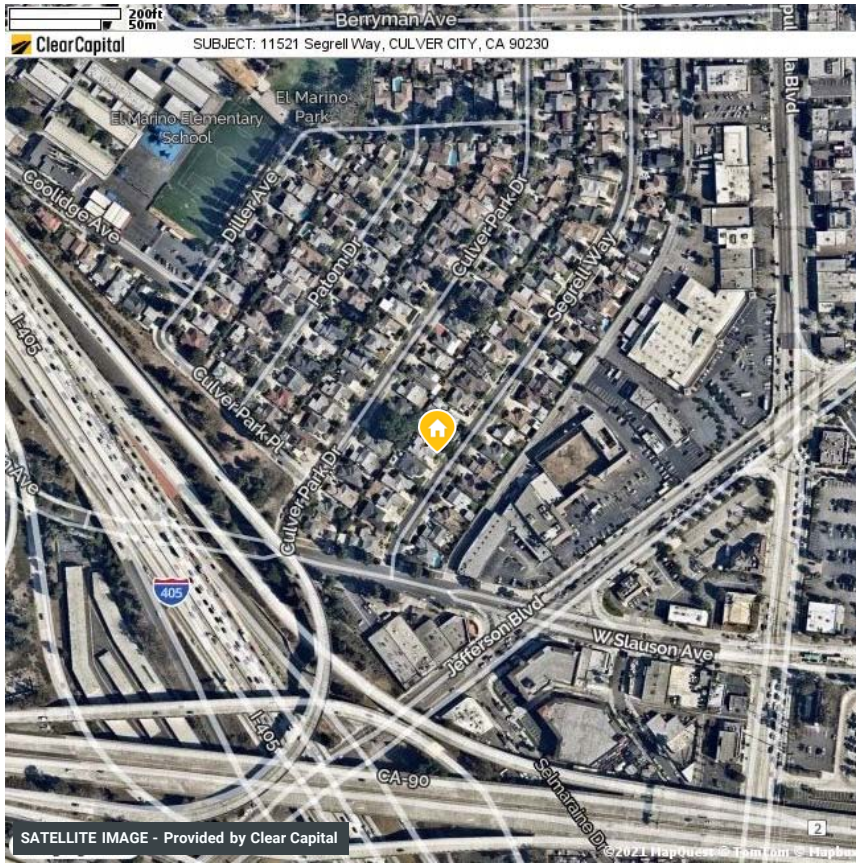 200ft
50m
Berryman Ave
ClearCapital
SUBJECT: 11521 Segrell Way, CULVER CITY, CA 90230
El Marino
Park
El Marino Elementary
School
Coolidge Ave
Diller Ave
Patom Dr
Culver Park Dr
Segrell Way
I-405
Culver Park Pl
Culver Park Dr
405
Jefferson Blvd
W Slauson Ave
I-405
CA-90
Selmaraine Dr
2
SATELLITE IMAGE - Provided by Clear Capital
©2021 MapQuest © TomTom © Mapbox